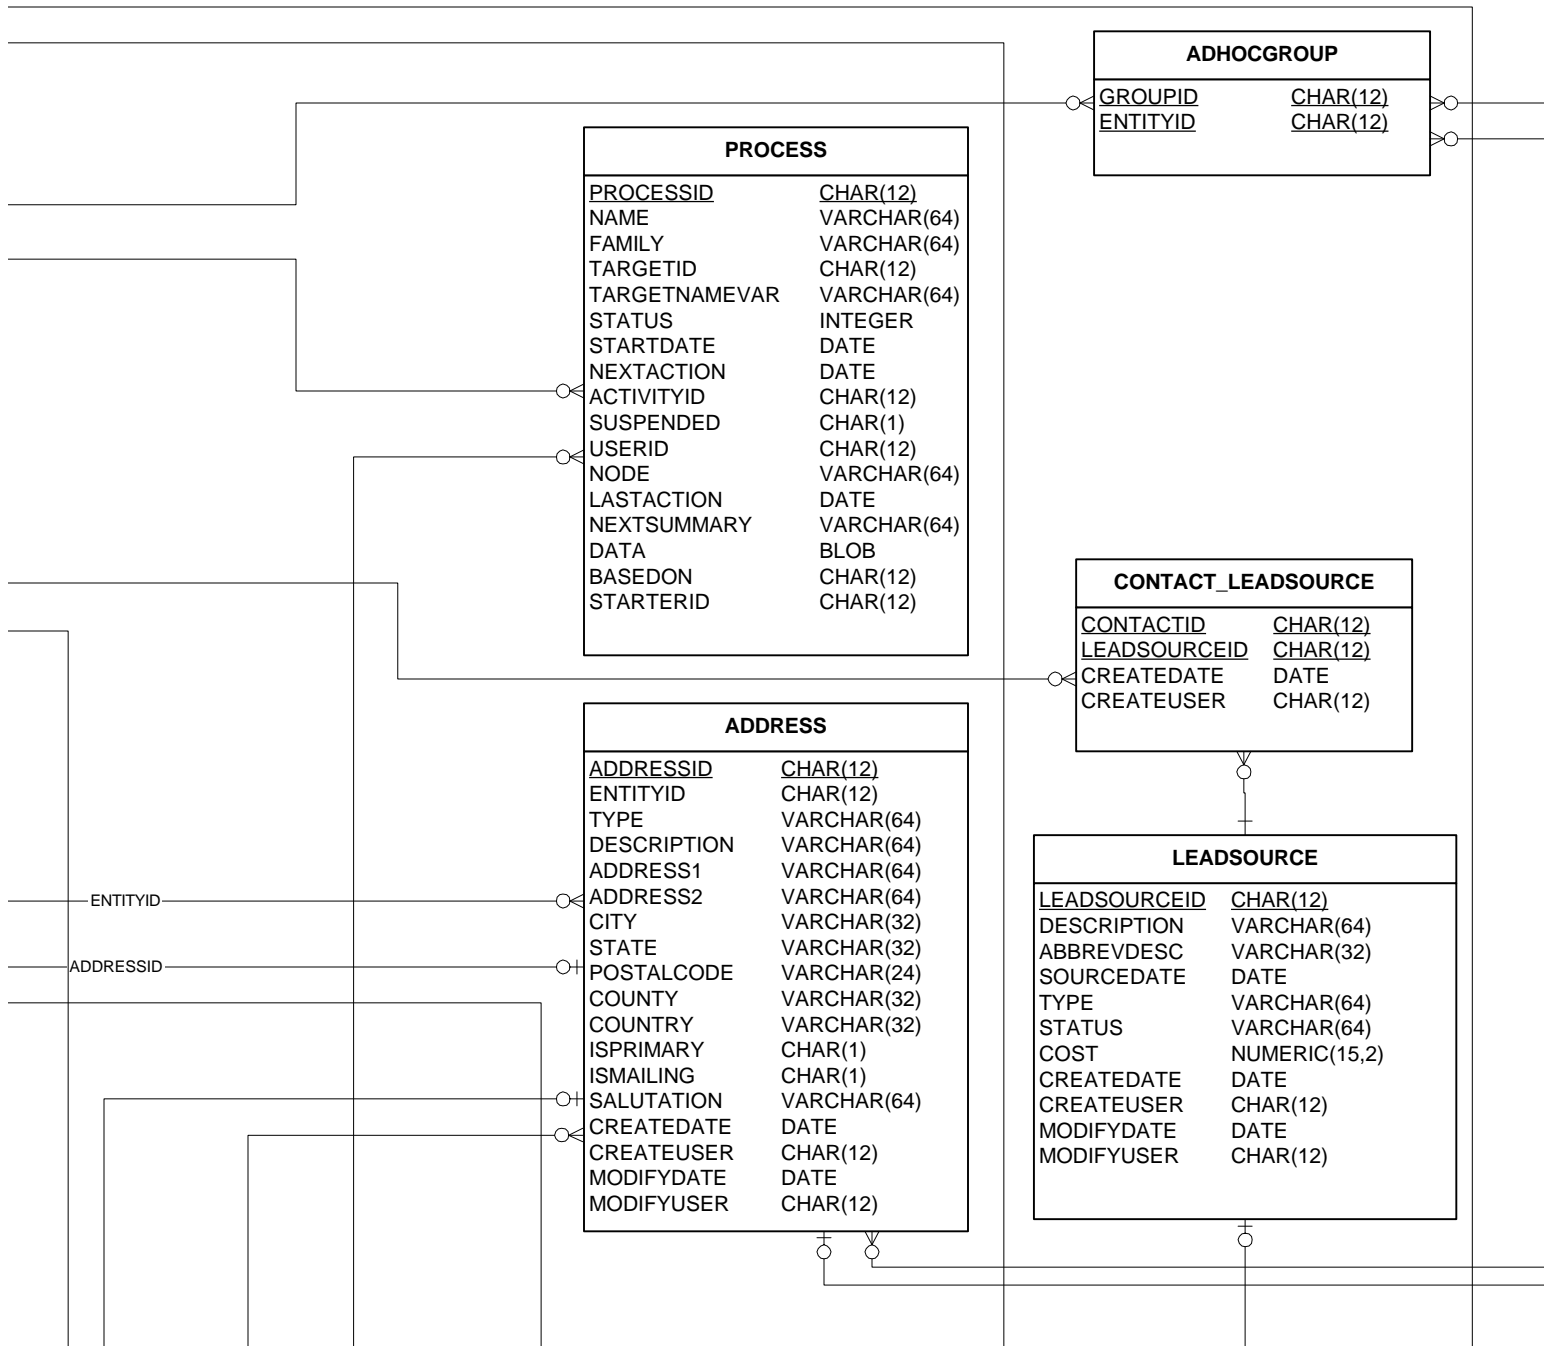 ADHOCGROUP
GROUPID CHAR(12)
ENTITYID CHAR(12)
PROCESS
PROCESSID CHAR(12)
NAME VARCHAR(64)
FAMILY VARCHAR(64)
TARGETID CHAR(12)
TARGETNAMEVAR VARCHAR(64)
STATUS INTEGER
STARTDATE DATE
NEXTACTION DATE
ACTIVITYID CHAR(12)
SUSPENDED CHAR(1)
USERID CHAR(12)
NODE VARCHAR(64)
LASTACTION DATE
NEXTSUMMARY VARCHAR(64)
DATA BLOB
BASEDON CHAR(12)
STARTERID CHAR(12)
CONTACT_LEADSOURCE
CONTACTID CHAR(12)
LEADSOURCEID CHAR(12)
CREATEDATE DATE
CREATEUSER CHAR(12)
ADDRESS
ADDRESSID CHAR(12)
ENTITYID CHAR(12)
TYPE VARCHAR(64)
DESCRIPTION VARCHAR(64)
ADDRESS1 VARCHAR(64)
ADDRESS2 VARCHAR(64)
CITY VARCHAR(32)
STATE VARCHAR(32)
POSTALCODE VARCHAR(24)
COUNTY VARCHAR(32)
COUNTRY VARCHAR(32)
ISPRIMARY CHAR(1)
ISMAILING CHAR(1)
SALUTATION VARCHAR(64)
CREATEDATE DATE
CREATEUSER CHAR(12)
MODIFYDATE DATE
MODIFYUSER CHAR(12)
ENTITYID
ADDRESSID
LEADSOURCE
LEADSOURCEID CHAR(12)
DESCRIPTION VARCHAR(64)
ABBREVDESC VARCHAR(32)
SOURCEDATE DATE
TYPE VARCHAR(64)
STATUS VARCHAR(64)
COST NUMERIC(15,2)
CREATEDATE DATE
CREATEUSER CHAR(12)
MODIFYDATE DATE
MODIFYUSER CHAR(12)